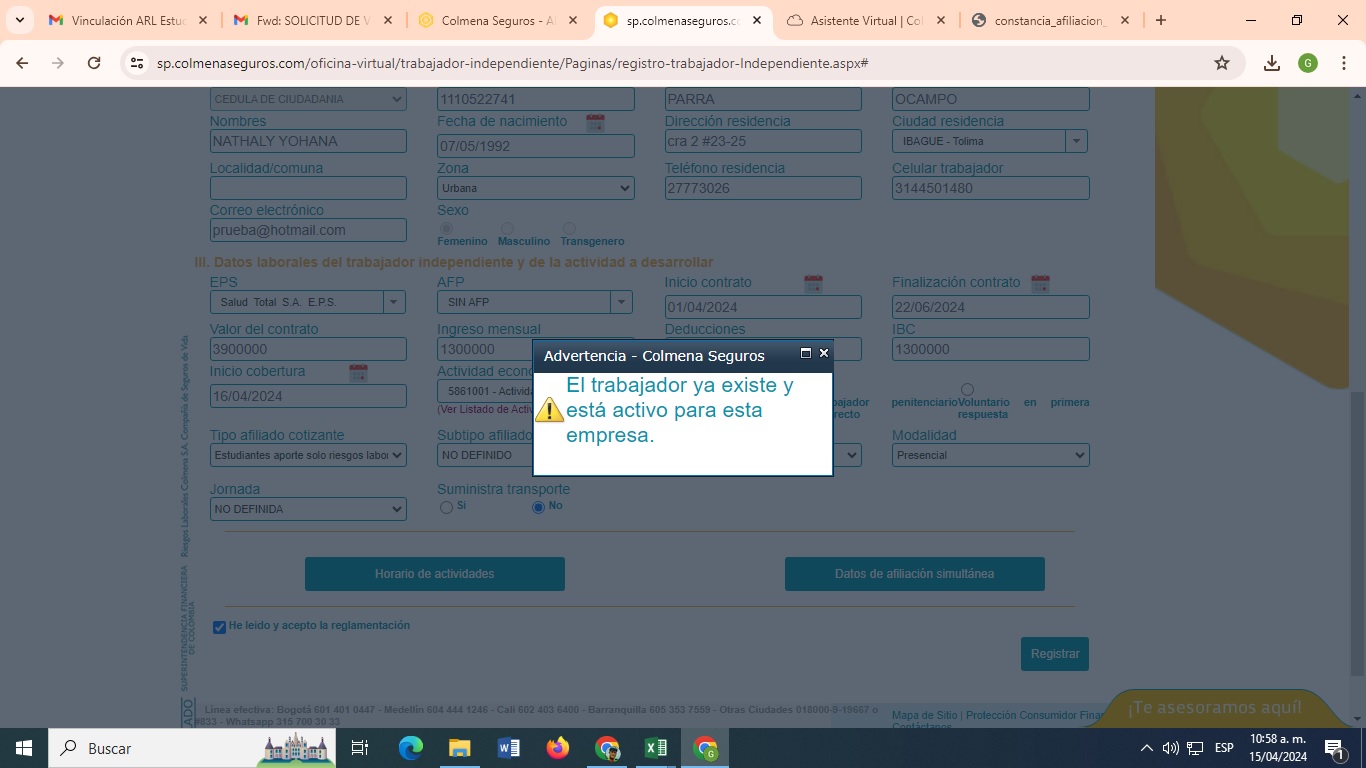 Vinculación ARL Estu
Fwd: SOLICITUD DE V
Colmena Seguros - A
sp.colmenaseguros.co
Asistente Virtual | Co
constancia_afiliacion_
sp.colmenaseguros.com/oficina-virtual/trabajador-independiente/Paginas/registro-trabajador-Independiente.aspx#
G
CEDULA DE CIUDADANIA
1110522741
PARRA
OCAMPO
Nombres
Fecha de nacimiento
Dirección residencia
Ciudad residencia
NATHALY YOHANA
07/05/1992
cra 2 #23-25
IBAGUE - Tolima
Localidad/comuna
Zona
Teléfono residencia
Celular trabajador
Urbana
27773026
3144501480
Correo electrónico
Sexo
prueba@hotmail.com
Femenino
Masculino
Transgenero
III. Datos laborales del trabajador independiente y de la actividad a desarrollar
EPS
AFP
Inicio contrato
Finalización contrato
Salud Total S.A. E.P.S.
SIN AFP
01/04/2024
22/06/2024
Valor del contrato
Ingreso mensual
Deducciones
IBC
3900000
1300000
1300000
Inicio cobertura
Actividad econ
16/04/2024
5861001 - Activida
(Ver Listado de Activ
Advertencia - Colmena Seguros
El trabajador ya existe y
está activo para esta
empresa.
bajador
recto
penitenciario
Voluntario en primera
respuesta
Tipo afiliado cotizante
Subtipo afiliado
Modalidad
Estudiantes aporte solo riesgos labor
NO DEFINIDO
Presencial
Jornada
Suministra transporte
NO DEFINIDA
Si
No
Horario de actividades
Datos de afiliación simultánea
He leido y acepto la reglamentación
Registrar
SUPERINTENDENCIA FINANCIERA
DE COLOMBIA
Riesgos Laborales Colmena S.A. Compañía de Seguros de Vida
ADO
Linea efectiva: Bogotá 601 401 0447 - Medellín 604 444 1246 - Cali 602 403 6400 - Barranquilla 605 353 7559 - Otras Ciudades 018000-9-19667 o
#833 - Whatsapp 315 700 30 33
Mapa de Sitio | Protección Consumidor Finan
Contáctanos
¡Te asesoramos aquí!
Buscar
ESP
10:58 a. m.
15/04/2024
1